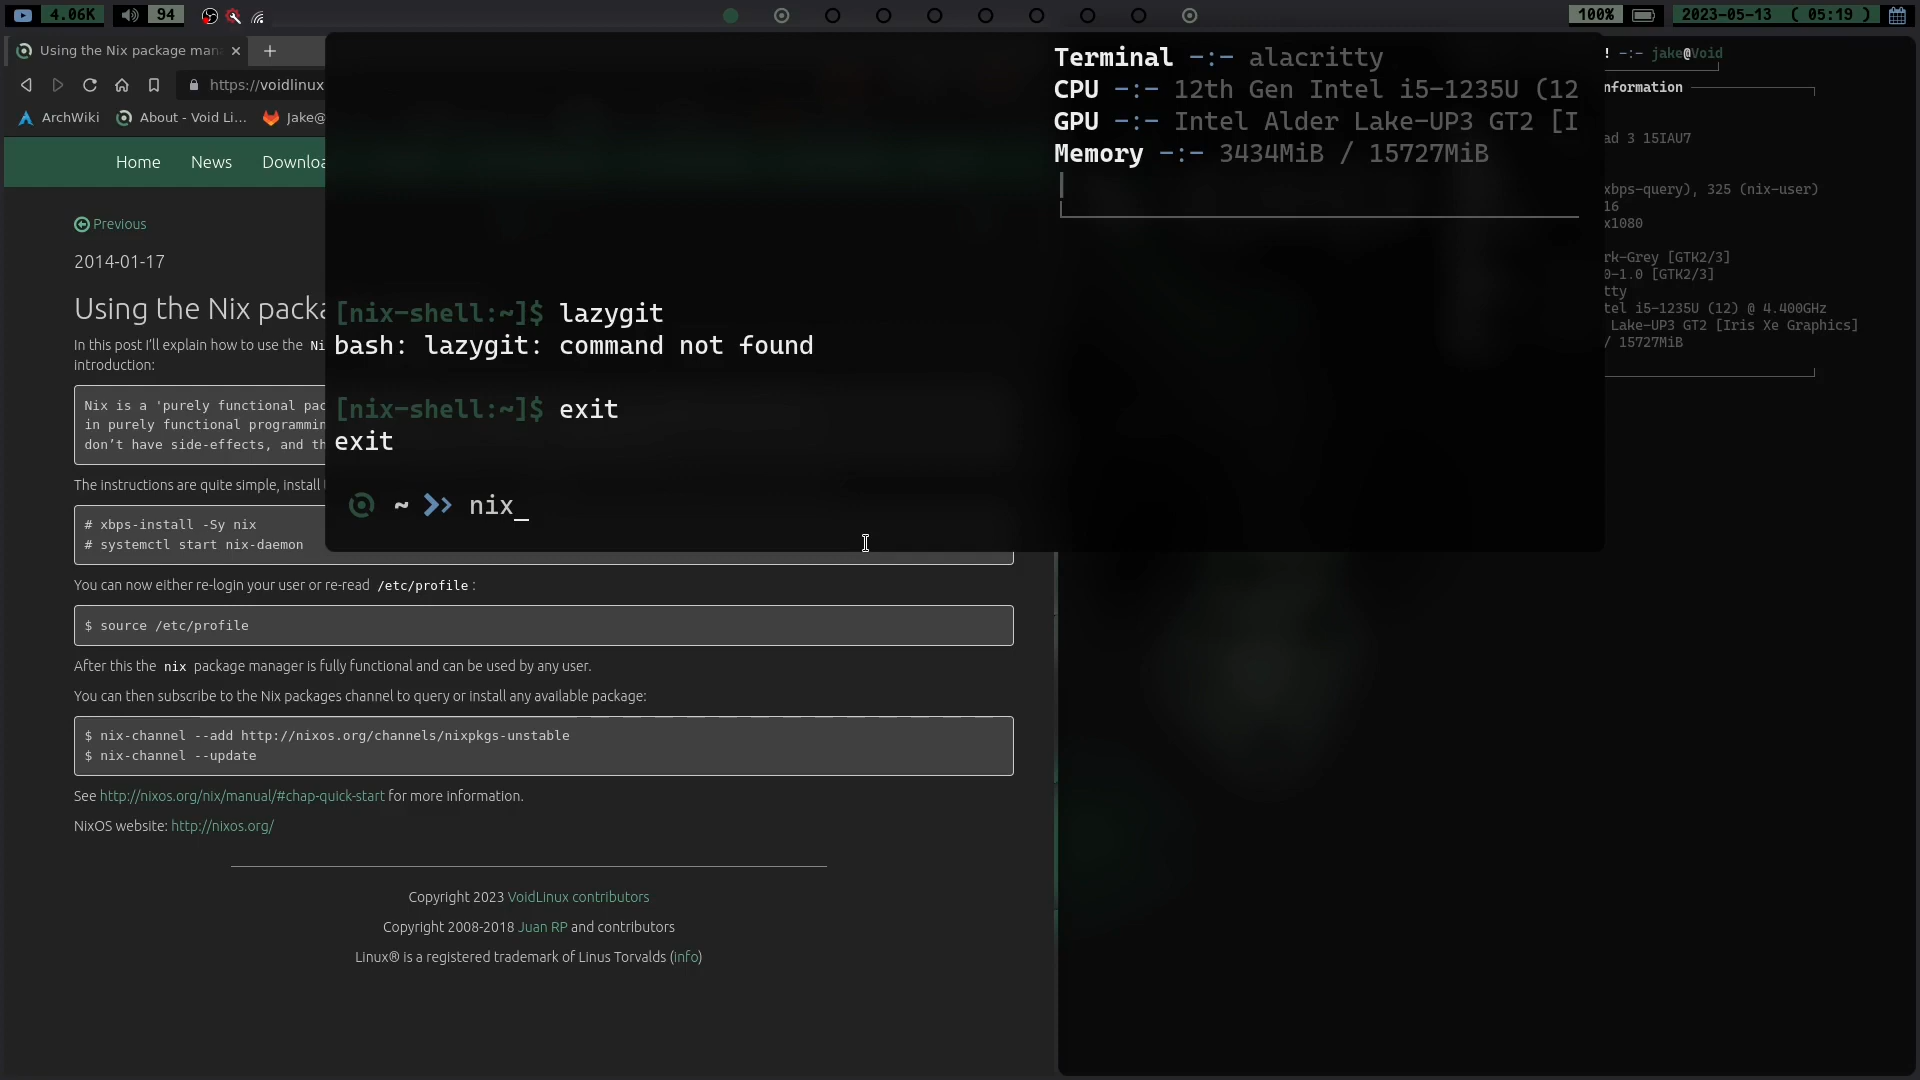 4.06K
94
100%
2023-05-13 ( 05:19 )
Using the Nix package man
https://voidlinux
ArchWiki
About - Void Li...
Jake@
Home
News
Downloa
Previous
2014-01-17
Using the Nix packa
In this post I'll explain how to use the Ni
introduction:
Nix is a 'purely functional pac
in purely functional programmin
don't have side-effects, and th
The instructions are quite simple, install
# xbps-install -Sy nix
# systemctl start nix-daemon
You can now either re-login your user or re-read /etc/profile :
$ source /etc/profile
After this the nix package manager is fully functional and can be used by any user.
You can then subscribe to the Nix packages channel to query or install any available package:
$ nix-channel --add http://nixos.org/channels/nixpkgs-unstable
$ nix-channel --update
See http://nixos.org/nix/manual/#chap-quick-start for more information.
NixOS website: http://nixos.org/
Copyright 2023 VoidLinux contributors
Copyright 2008-2018 Juan RP and contributors
Linux® is a registered trademark of Linus Torvalds (info)
Terminal -:- alacritty
CPU -:- 12th Gen Intel i5-1235U (12
GPU -:- Intel Alder Lake-UP3 GT2 [I
Memory -:- 3434MiB / 15727MiB
[nix-shell:~]$ lazygit
bash: lazygit: command not found
[nix-shell:~]$ exit
exit
~ nix_
! -:- jake@Void
nformation
ad 3 15IAU7
xbps-query), 325 (nix-user)
16
x1080
rk-Grey [GTK2/3]
0-1.0 [GTK2/3]
tty
tel i5-1235U (12) @ 4.400GHz
Lake-UP3 GT2 [Iris Xe Graphics]
/ 15727MiB